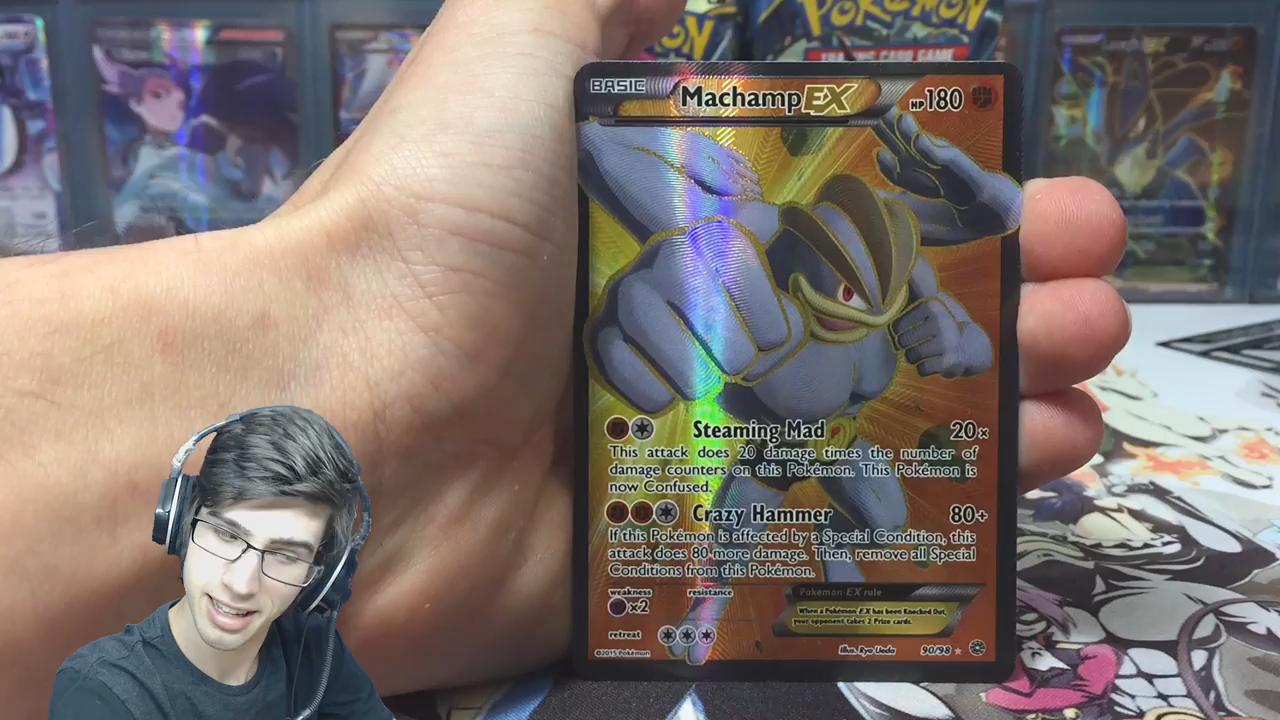 POKÉMON
TRADING CARD GAME
BASIC
Machamp EX
HP180
Steaming Mad 20×
This attack does 20 damage times the number of
damage counters on this Pokémon. This Pokémon is
now Confused.
Crazy Hammer 80+
If this Pokémon is affected by a Special Condition, this
attack does 80 more damage. Then, remove all Special
Conditions from this Pokémon.
weakness resistance
×2
retreat
Pokémon EX rule
When a Pokémon EX has been Knocked Out,
your opponent takes 2 Prize cards.
©2015 Pokémon
Illus. Ryo Ueda
90/98